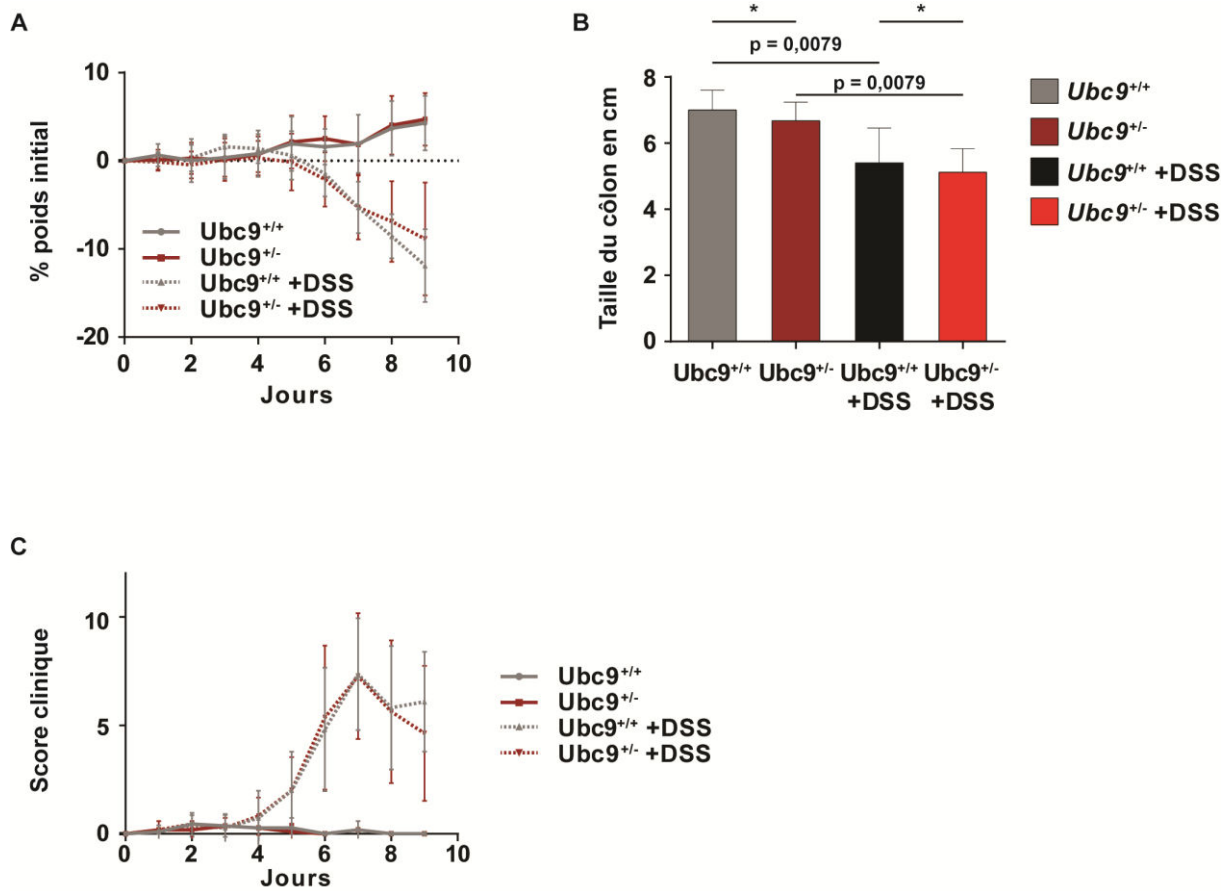 A
% poids initial
10
0
-10
-20
Ubc9+/+
Ubc9+/-
Ubc9+/+ +DSS
Ubc9+/- +DSS
0 2 4 6 8 10
Jours
B
* *
p = 0,0079
p = 0,0079
Taille du côlon en cm
8
6
4
2
0
Ubc9+/+ Ubc9+/- Ubc9+/+ Ubc9+/-
+DSS +DSS
Ubc9+/+
Ubc9+/-
Ubc9+/+ +DSS
Ubc9+/- +DSS
C
Score clinique
10
5
0
0 2 4 6 8 10
Jours
Ubc9+/+
Ubc9+/-
Ubc9+/+ +DSS
Ubc9+/- +DSS